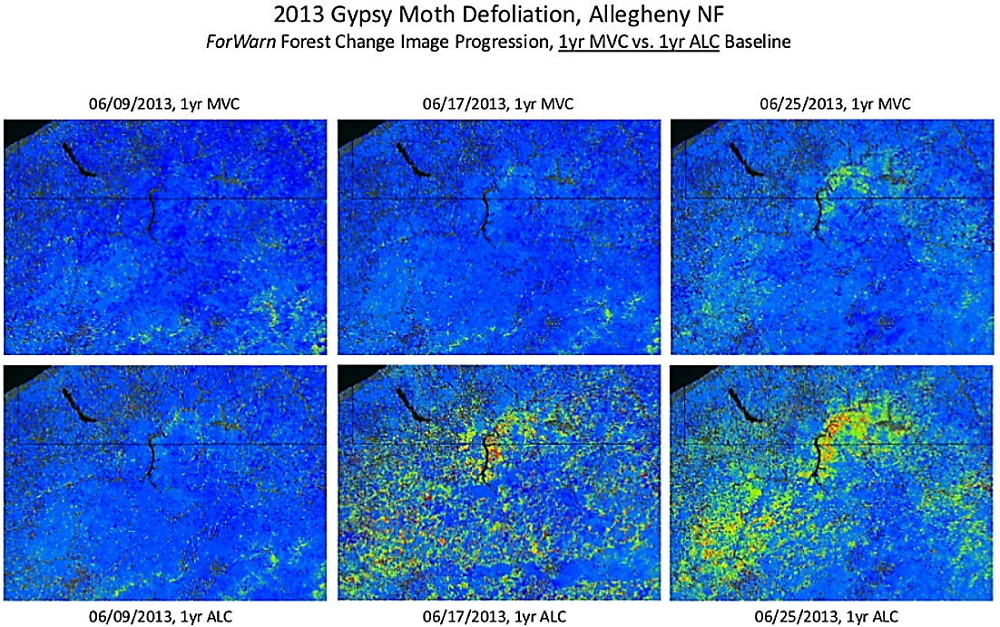 2013 Gypsy Moth Defoliation, Allegheny NF
ForWarn Forest Change Image Progression, 1yr MVC vs. 1yr ALC Baseline
06/09/2013, 1yr MVC
06/17/2013, 1yr MVC
06/25/2013, 1yr MVC
06/09/2013, 1yr ALC
06/17/2013, 1yr ALC
06/25/2013, 1yr ALC